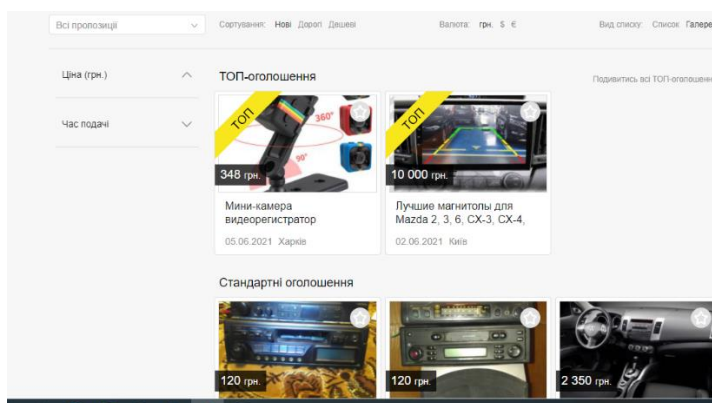 Всі пропозиції
Сортування: Нові Дорогі Дешеві
Валюта: грн. $ €
Вид списку: Список Галере
Ціна (грн.)
Час подачі
ТОП-оголошення
Подивитись всі ТОП-оголошенн
ТОП
360°
90°
348 грн.
Мини-камера
видеорегистратор
05.06.2021 Харків
ТОП
10 000 грн.
Лучшие магнитолы для
Mazda 2, 3, 6, CX-3, CX-4,
02.06.2021 Київ
Стандартні оголошення
120 грн.
120 грн.
2 350 грн.